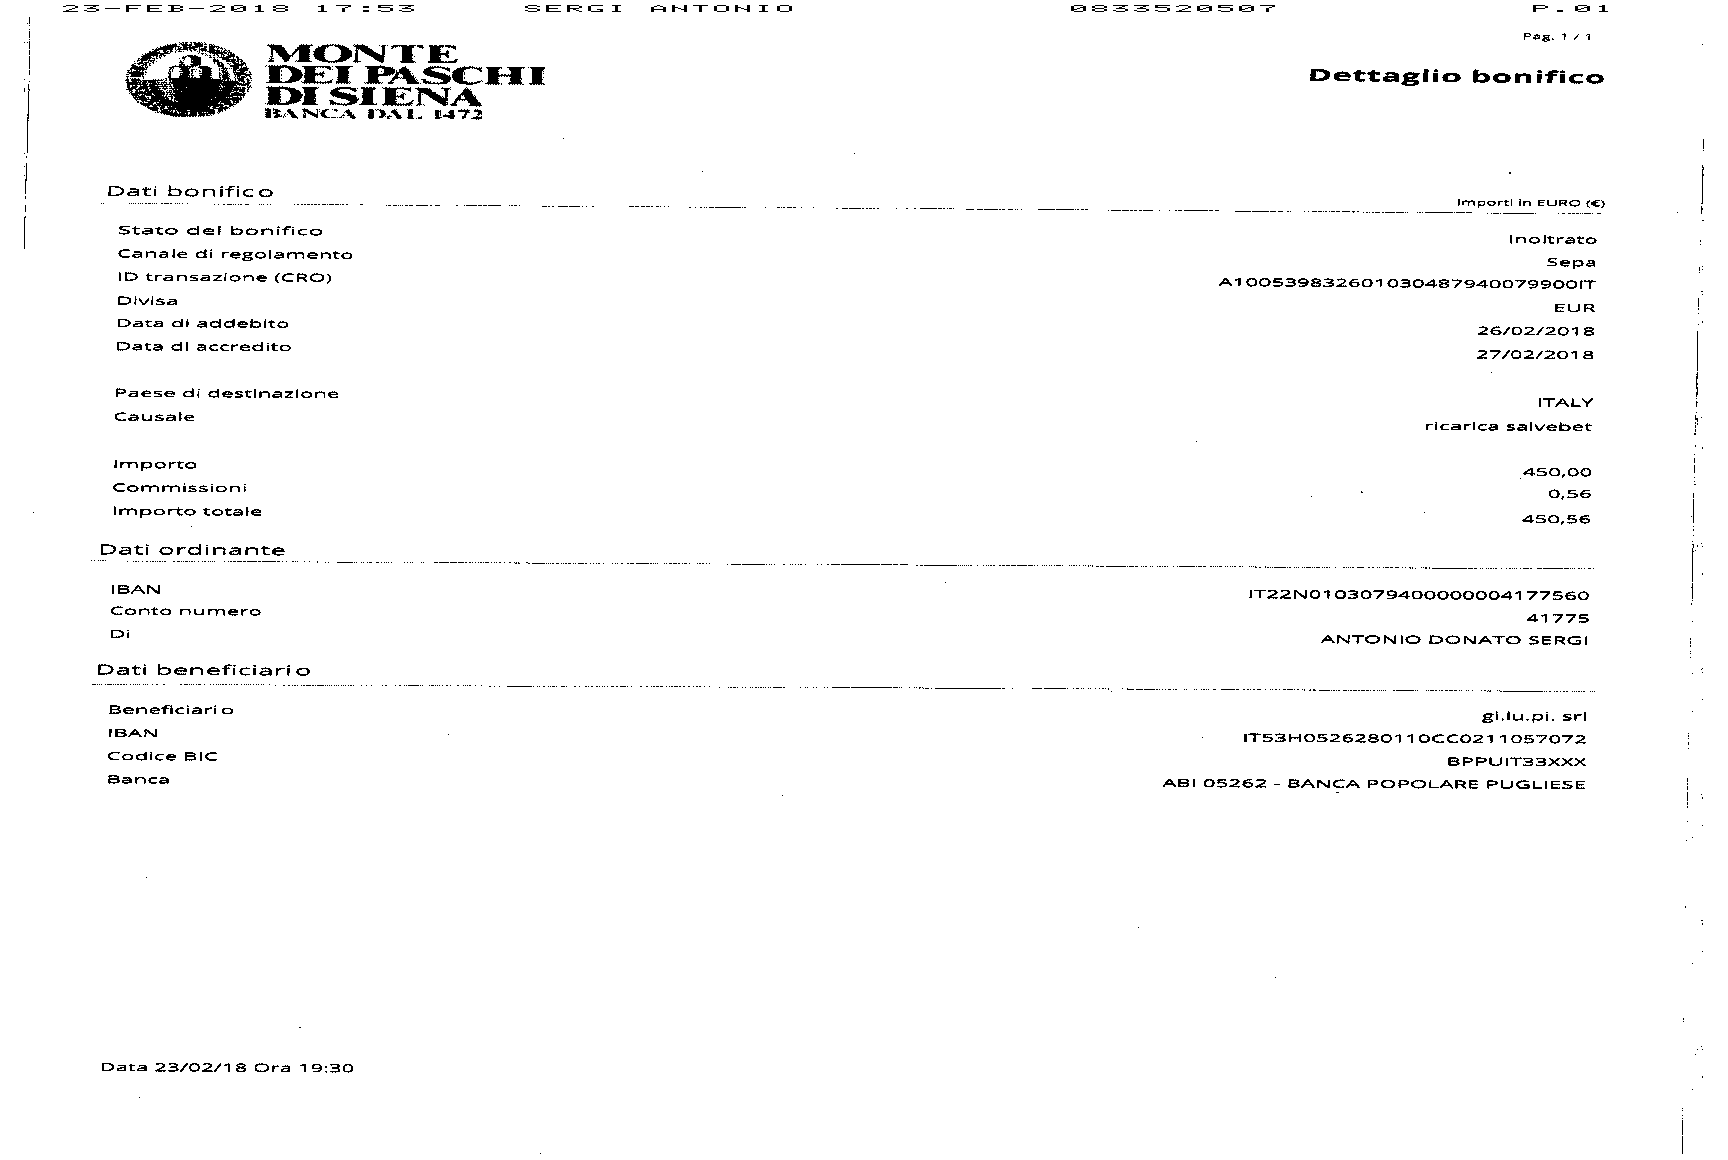 23-FEB-2018 17:53 SERGI ANTONIO 0833520507 P.01
Pag. 1 / 1
MONTE
DEI PASCHI
DI SIENA
BANCA DAL 1472
Dettaglio bonifico
Dati bonifico
Importi in EURO (€)
Stato del bonifico Inoltrato
Canale di regolamento Sepa
ID transazione (CRO) A100539832601030487940079900IT
Divisa EUR
Data di addebito 26/02/2018
Data di accredito 27/02/2018
Paese di destinazione ITALY
Causale ricarica salvebet
Importo 450,00
Commissioni 0,56
Importo totale 450,56
Dati ordinante
IBAN IT22N0103079400000004177560
Conto numero 41775
Di ANTONIO DONATO SERGI
Dati beneficiario
Beneficiario gi.lu.pi. srl
IBAN IT53H0526280110CC0211057072
Codice BIC BPPUIT33XXX
Banca ABI 05262 - BANCA POPOLARE PUGLIESE
Data 23/02/18 Ora 19:30